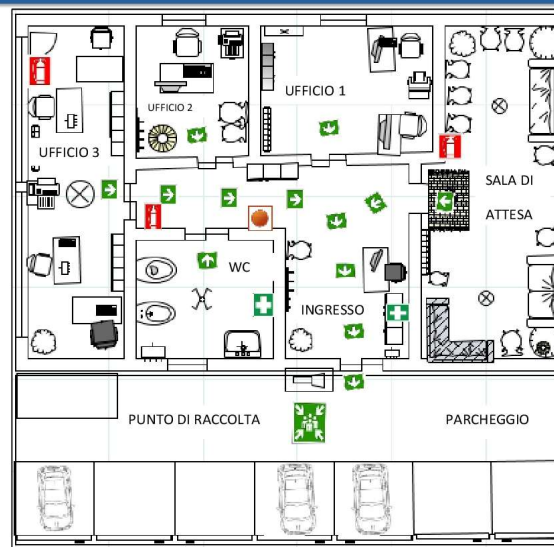 UFFICIO 1
UFFICIO 2
UFFICIO 3
SALA DI
ATTESA
WC
INGRESSO
PUNTO DI RACCOLTA
PARCHEGGIO